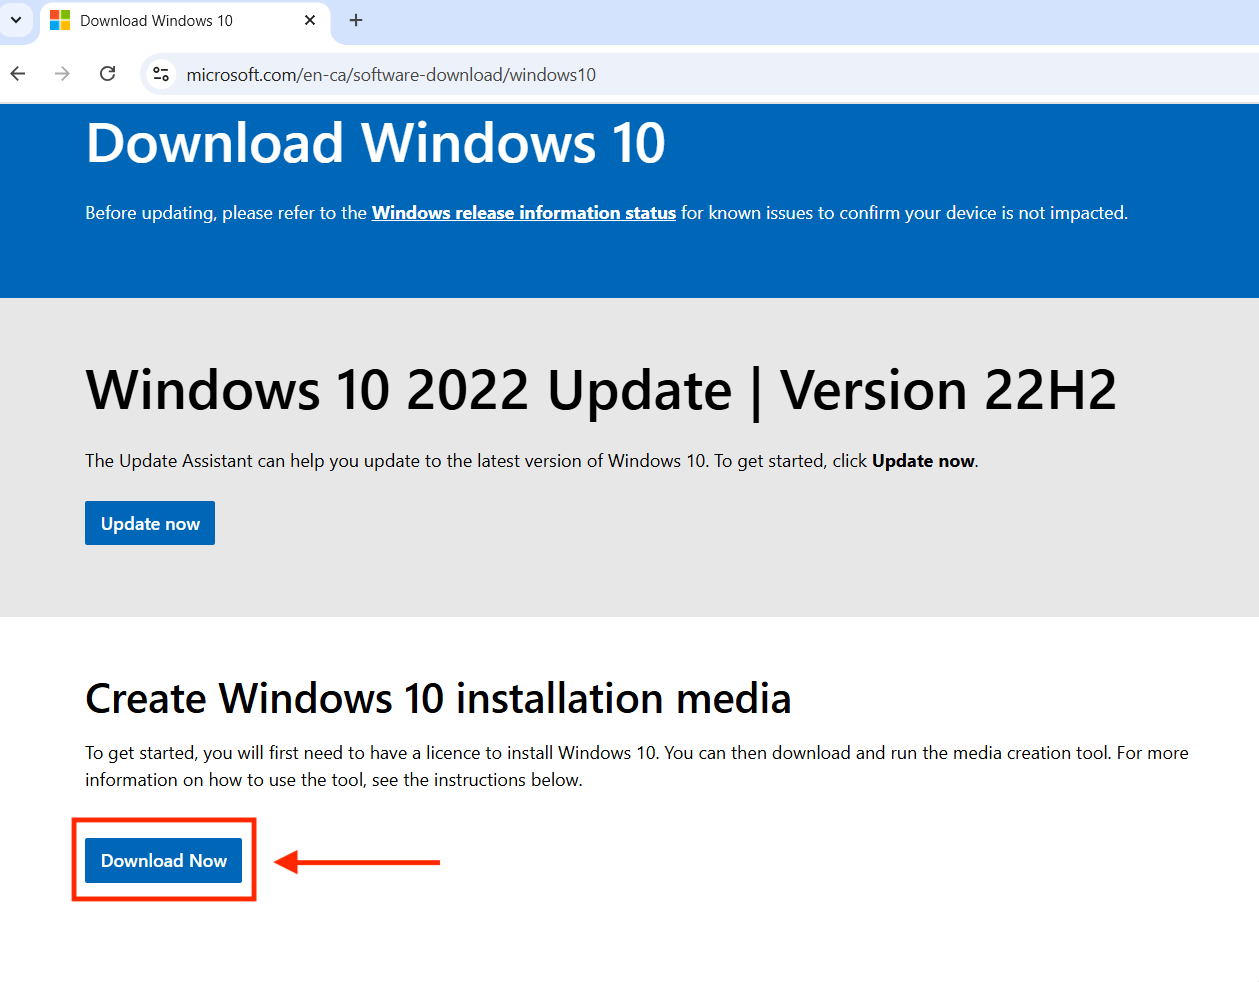 Download Windows 10
microsoft.com/en-ca/software-download/windows10
Download Windows 10
Before updating, please refer to the Windows release information status for known issues to confirm your device is not impacted.
Windows 10 2022 Update | Version 22H2
The Update Assistant can help you update to the latest version of Windows 10. To get started, click Update now.
Update now
Create Windows 10 installation media
To get started, you will first need to have a licence to install Windows 10. You can then download and run the media creation tool. For more
information on how to use the tool, see the instructions below.
Download Now